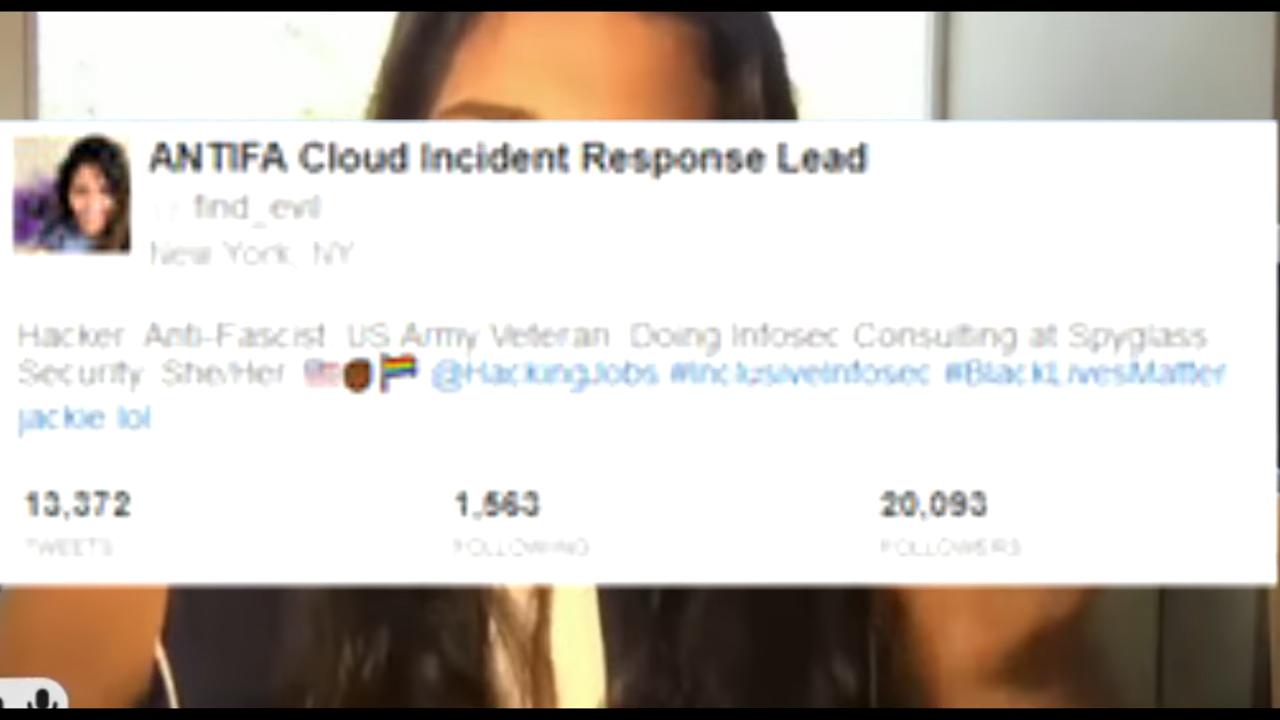 ANTIFA Cloud Incident Response Lead
find_evil
New York, NY
Hacker Anti-Fascist US Army Veteran Doing Infosec Consulting at Spyglass
Security She/Her @HackingJobs #InclusiveInfosec #BlackLivesMatter
jackie lol
13,372 1,563 20,093
TWEETS FOLLOWING FOLLOWERS